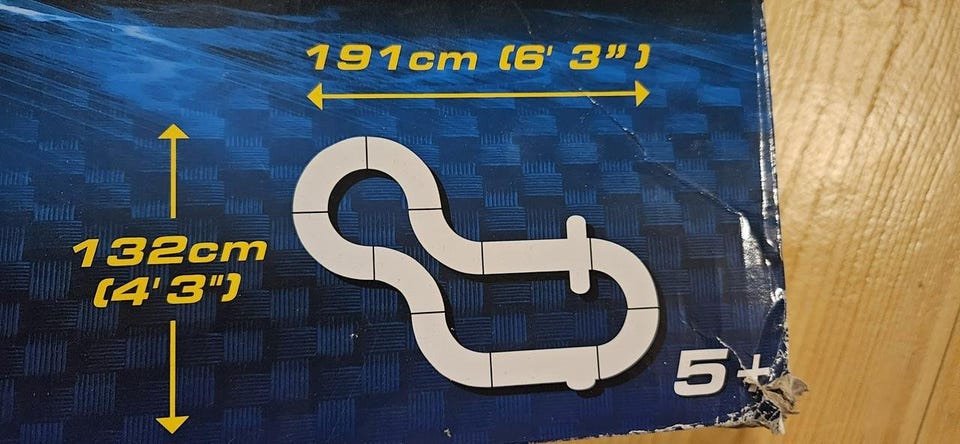 191cm (6' 3")
132cm
(4' 3")
5+